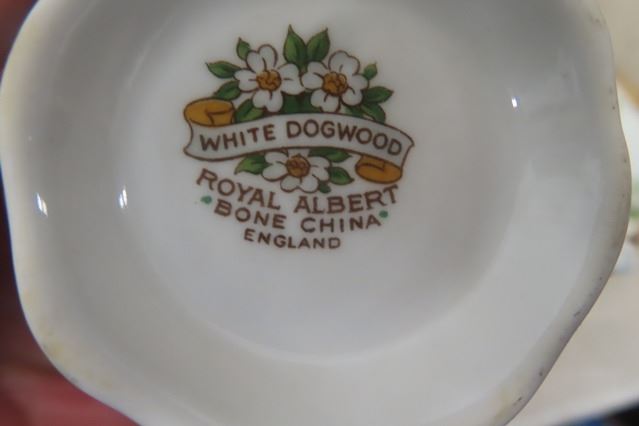 WHITE DOGWOOD
ROYAL ALBERT
BONE CHINA
ENGLAND